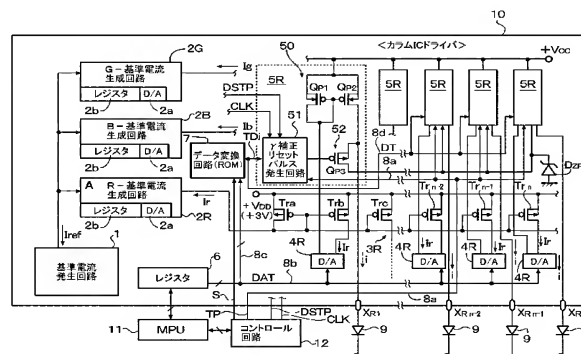 10
<カラムICドライバ>
+Vcc
G-基準電流
生成回路
2G
Ig
レジスタ
D/A
2b
2a
DSTP
CLK
50
5R
QP1
QP2
5R
5R
5R
5R
B-基準電流
生成回路
2B
Ib
レジスタ
D/A
2b
2a
7
TDi
51
52
γ補正
リセット
パルス
発生回路
QP3
8d
DT
8a
DZR
データ変換
回路(ROM)
A
R-基準電流
生成回路
Ir
レジスタ
D/A
2b
2a
2R
+VDD
(+3V)
Tra
Trb
Trc
Trn-2
Trn-1
Trn
Ir
i
Ir
Ir
Ir
3R
4R
4R
4R
D/A
D/A
D/A
D/A
Iref
1
基準電流
発生回路
レジスタ
6
8c
DAT
8b
S
8a
TP
DSTP
CLK
MPU
11
コントロール
回路
12
XR1
XRn-2
XRn-1
9
9
9